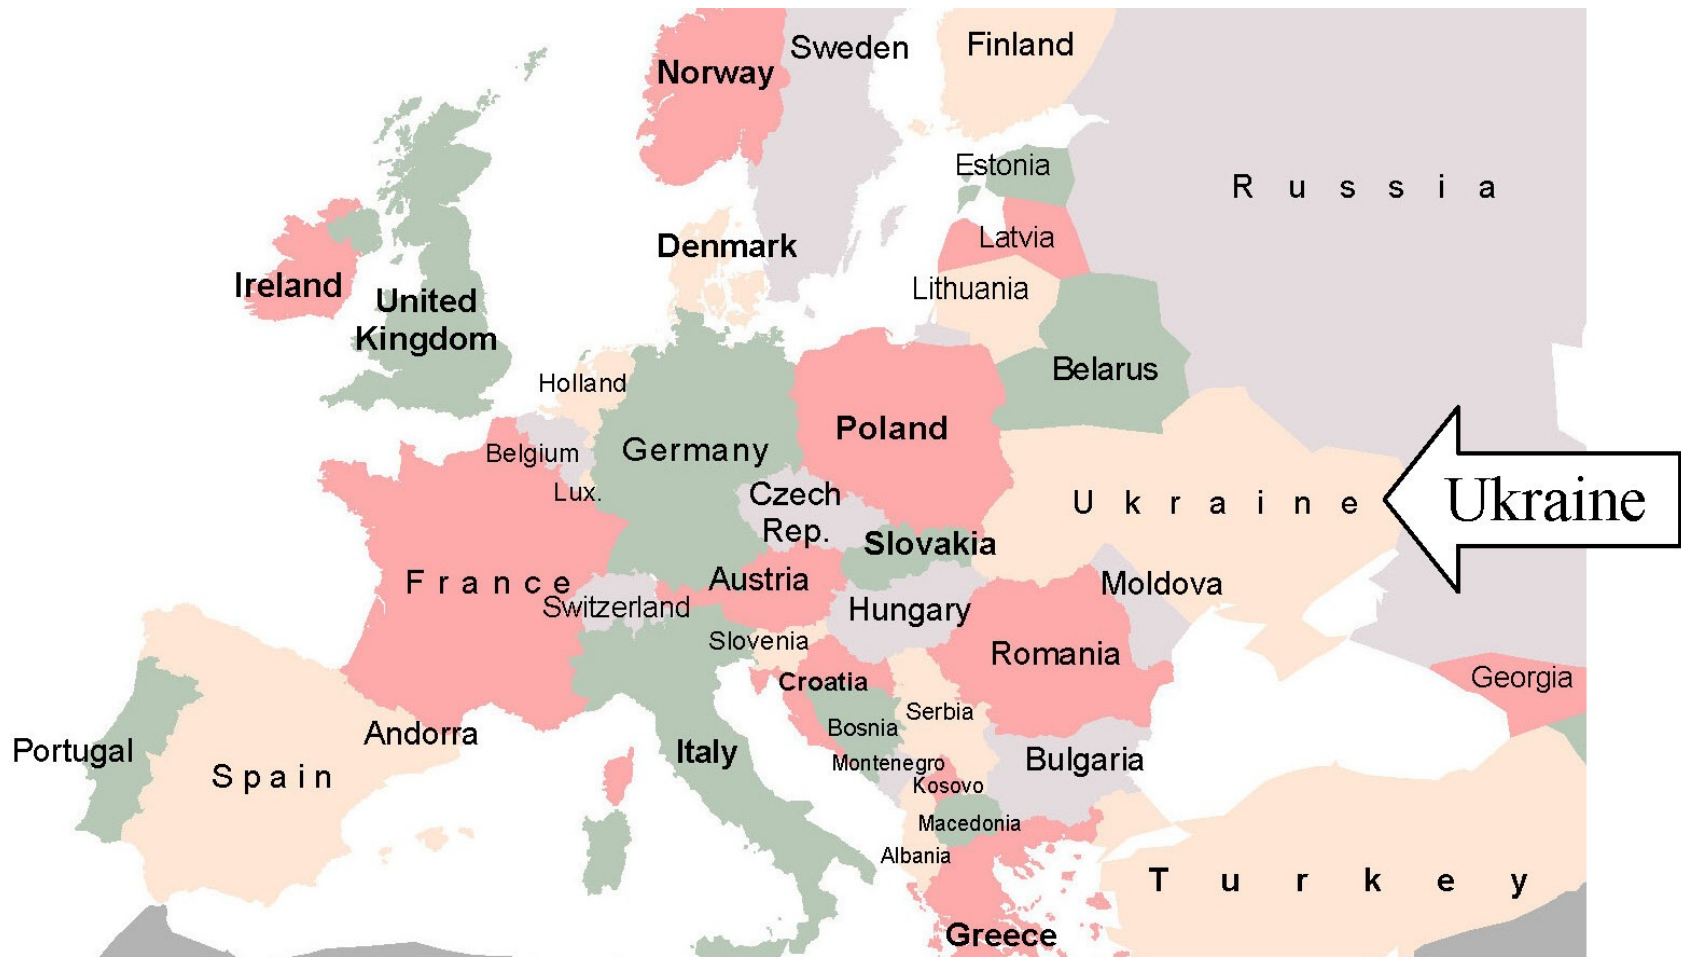 Sweden
Finland
Norway
Estonia
R u s s i a
Latvia
Denmark
Ireland
Lithuania
United
Kingdom
Belarus
Holland
Poland
Germany
Belgium
Lux.
Czech
Rep.
U k r a i n e
Ukraine
Slovakia
Austria
F r a n c e
Moldova
Switzerland
Hungary
Slovenia
Romania
Croatia
Georgia
Serbia
Bosnia
Andorra
Portugal
Italy
Bulgaria
Montenegro
S p a i n
Kosovo
Macedonia
Albania
T u r k e y
Greece